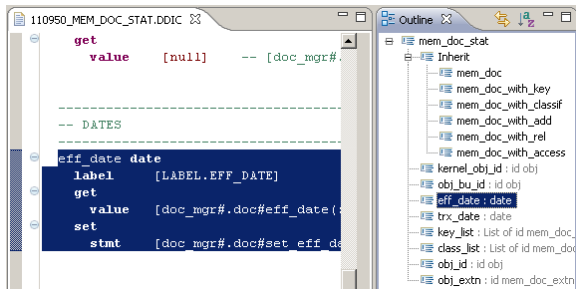 110950_MEM_DOC_STAT.DDIC
get
value [null] -- [doc_mgr#.
-- DATES
eff_date date
label [LABEL.EFF_DATE]
get
value [doc_mgr#.doc#eff_date(
set
stmt [doc_mgr#.doc#set_eff_da
Outline
mem_doc_stat
Inherit
mem_doc
mem_doc_with_key
mem_doc_with_classif
mem_doc_with_add
mem_doc_with_rel
mem_doc_with_access
kernel_obj_id : id obj
obj_bu_id : id obj
eff_date : date
trx_date : date
key_list : List of id mem_doc_
class_list : List of id mem_doc
obj_id : id obj
obj_extn : id mem_doc_extn